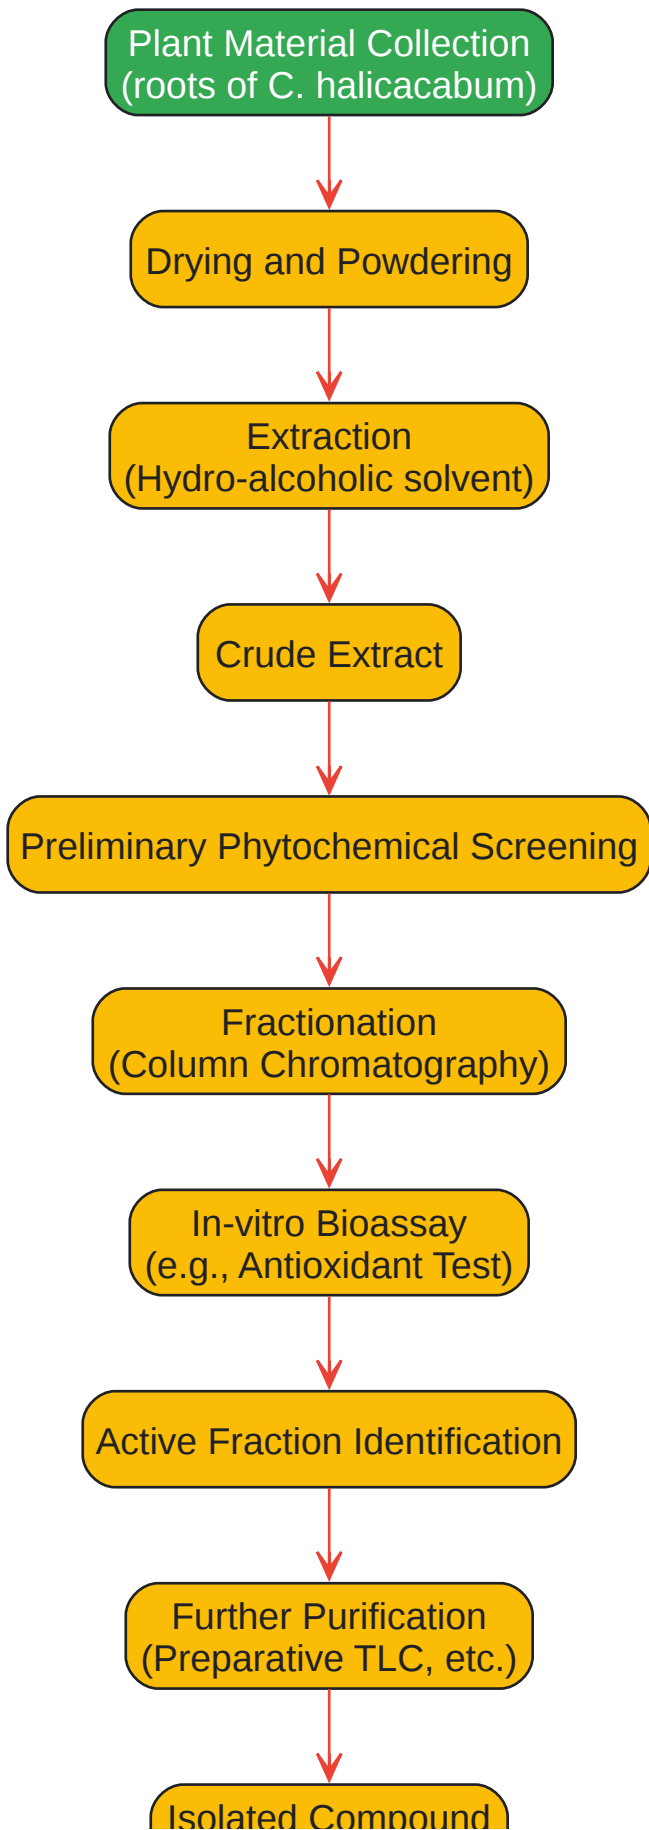 Plant Material Collection
(roots of C. halicacabum)
Drying and Powdering
Extraction
(Hydro-alcoholic solvent)
Crude Extract
Preliminary Phytochemical Screening
Fractionation
(Column Chromatography)
In-vitro Bioassay
(e.g., Antioxidant Test)
Active Fraction Identification
Further Purification
(Preparative TLC, etc.)
Isolated Compound